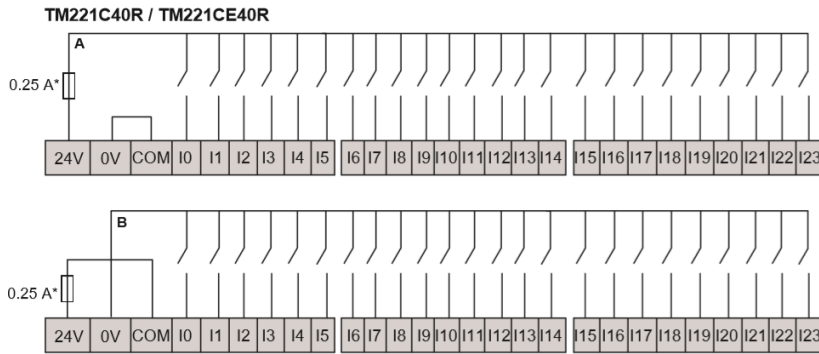 TM221C40R / TM221CE40R
A
0.25 A*
24V 0V COM I0 I1 I2 I3 I4 I5 I6 I7 I8 I9 I10 I11 I12 I13 I14 I15 I16 I17 I18 I19 I20 I21 I22 I23
B
0.25 A*
24V 0V COM I0 I1 I2 I3 I4 I5 I6 I7 I8 I9 I10 I11 I12 I13 I14 I15 I16 I17 I18 I19 I20 I21 I22 I23